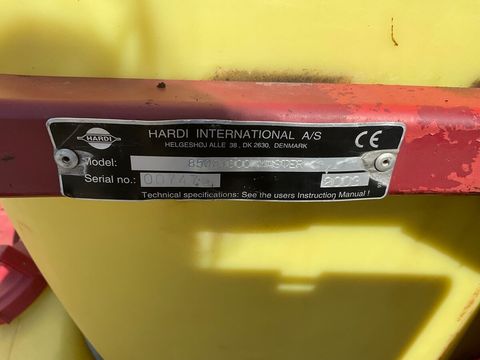 HARDI INTERNATIONAL A/S
HARDI
HELGESHØJ ALLE 38, DK 2630, DENMARK
CE
Model:
Serial no.:
Technical specifications: See the users Instruction Manual!